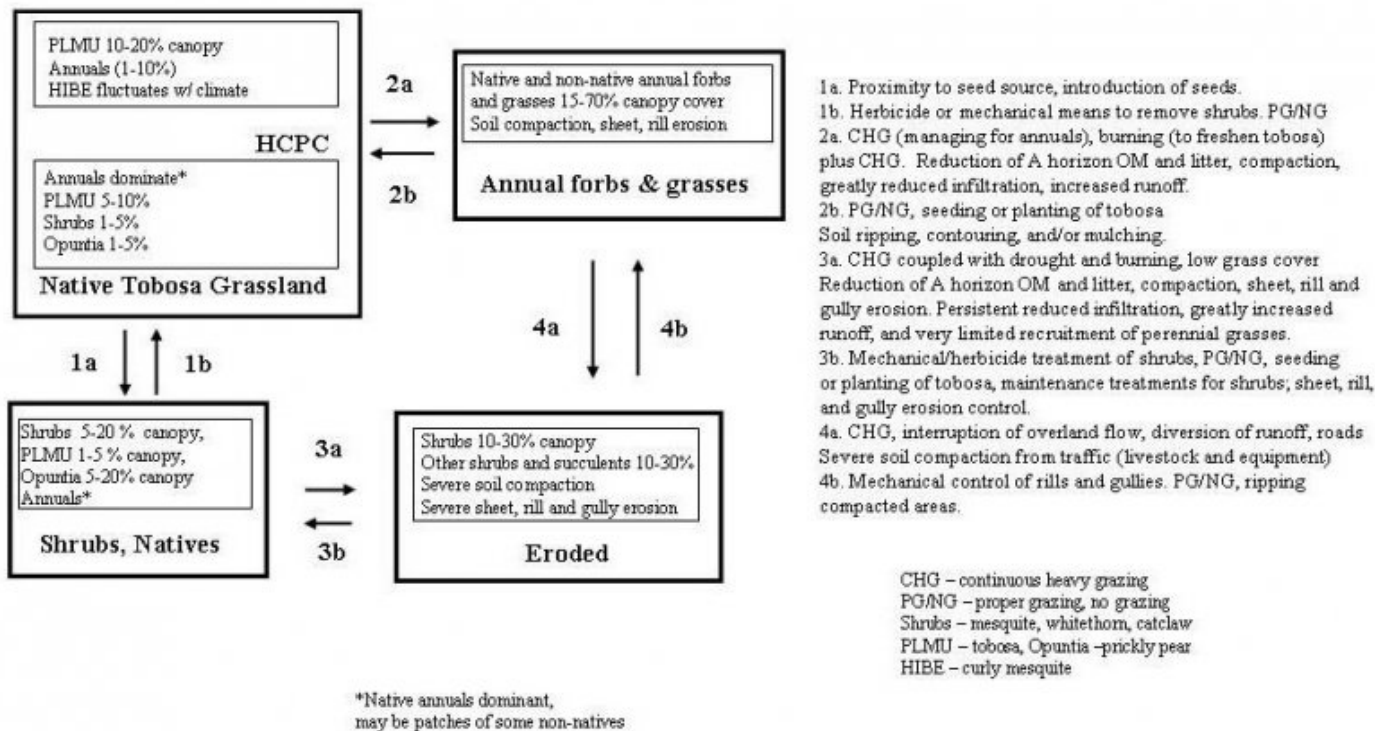 PLMU 10-20% canopy
Annuals (1-10%)
HIBE fluctuates w/ climate
HCPC
Annuals dominate*
PLMU 5-10%
Shrubs 1-5%
Opuntia 1-5%
Native Tobosa Grassland
2a
2b
Native and non-native annual forbs
and grasses 15-70% canopy cover
Soil compaction, sheet, rill erosion
Annual forbs & grasses
1a
1b
4a
4b
Shrubs 5-20 % canopy,
PLMU 1-5 % canopy,
Opuntia 5-20% canopy
Annuals*
Shrubs, Natives
3a
3b
Shrubs 10-30% canopy
Other shrubs and succulents 10-30%
Severe soil compaction
Severe sheet, rill and gully erosion
Eroded
1a. Proximity to seed source, introduction of seeds.
1b. Herbicide or mechanical means to remove shrubs. PG/NG
2a. CHG (managing for annuals), burning (to freshen tobosa)
plus CHG. Reduction of A horizon OM and litter, compaction,
greatly reduced infiltration, increased runoff.
2b. PG/NG, seeding or planting of tobosa
Soil ripping, contouring, and/or mulching.
3a. CHG coupled with drought and burning, low grass cover
Reduction of A horizon OM and litter, compaction, sheet, rill and
gully erosion. Persistent reduced infiltration, greatly increased
runoff, and very limited recruitment of perennial grasses.
3b. Mechanical/herbicide treatment of shrubs, PG/NG, seeding
or planting of tobosa, maintenance treatments for shrubs; sheet, rill,
and gully erosion control.
4a. CHG, interruption of overland flow, diversion of runoff, roads
Severe soil compaction from traffic (livestock and equipment)
4b. Mechanical control of rills and gullies. PG/NG, ripping
compacted areas.
CHG – continuous heavy grazing
PG/NG – proper grazing, no grazing
Shrubs – mesquite, whitethorn, catclaw
PLMU – tobosa, Opuntia –prickly pear
HIBE – curly mesquite
*Native annuals dominant,
may be patches of some non-natives